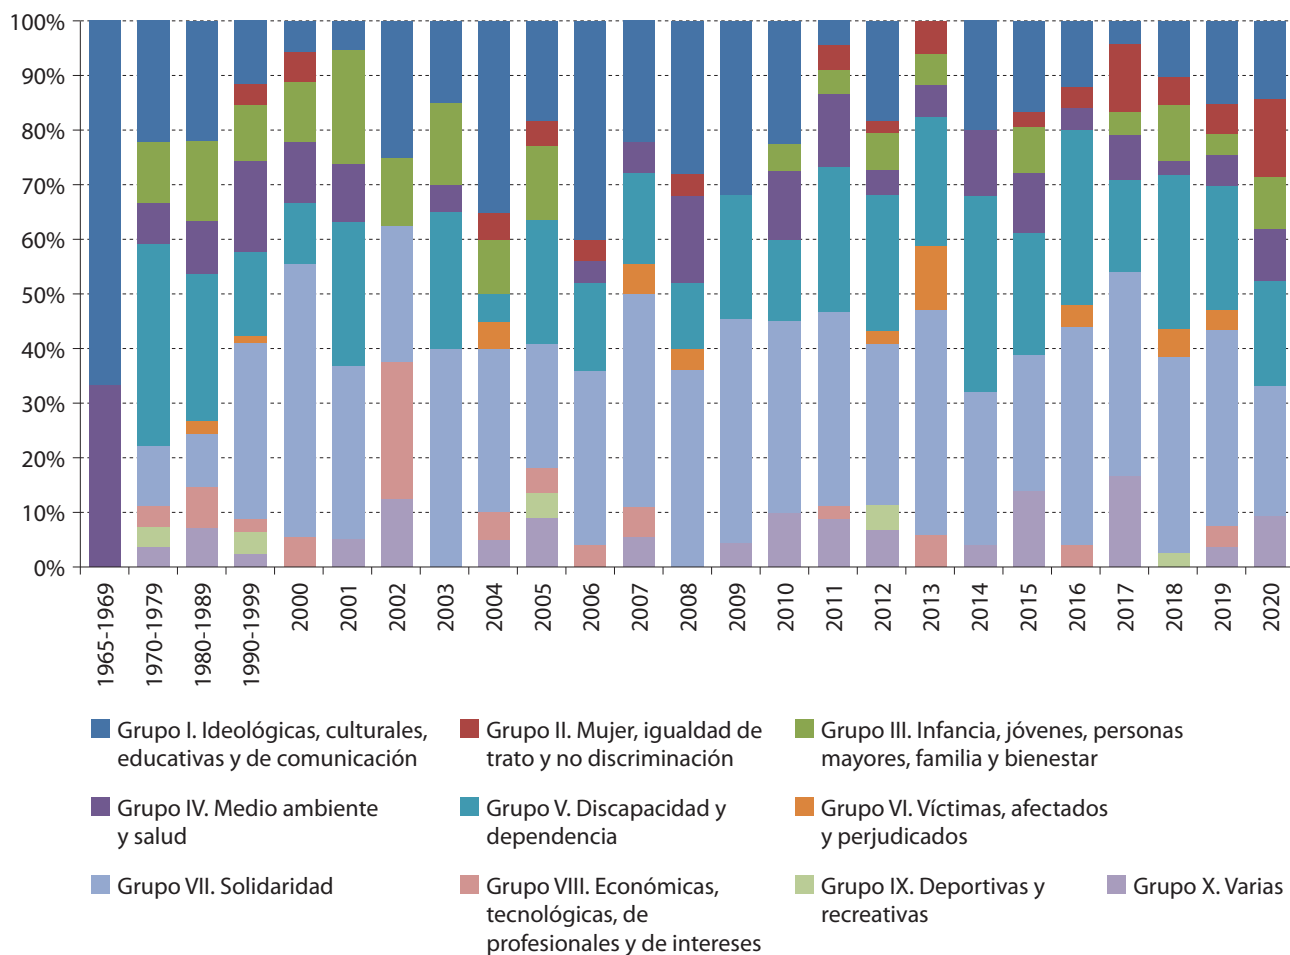 100%
90%
80%
70%
60%
50%
40%
30%
20%
10%
0%
1965-1969
1970-1979
1980-1989
1990-1999
2000
2001
2002
2003
2004
2005
2006
2007
2008
2009
2010
2011
2012
2013
2014
2015
2016
2017
2018
2019
2020
Grupo I. Ideológicas, culturales,
educativas y de comunicación
Grupo II. Mujer, igualdad de
trato y no discriminación
Grupo III. Infancia, jóvenes, personas
mayores, familia y bienestar
Grupo IV. Medio ambiente
y salud
Grupo V. Discapacidad y
dependencia
Grupo VI. Víctimas, afectados
y perjudicados
Grupo VII. Solidaridad
Grupo VIII. Económicas,
tecnológicas, de
profesionales y de intereses
Grupo IX. Deportivas y
recreativas
Grupo X. Varias